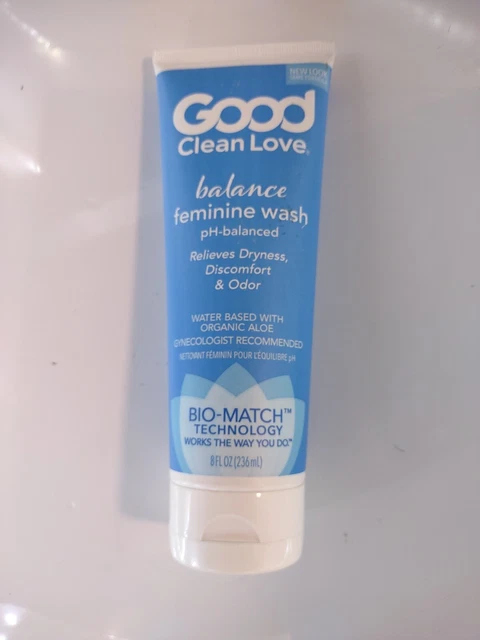 NEW LOOK
Good
Clean Love®
balance
feminine wash
pH-balanced
Relieves Dryness,
Discomfort
& Odor
WATER BASED WITH
ORGANIC ALOE
GYNECOLOGIST RECOMMENDED
NETTOYANT FÉMININ POUR L'ÉQUILIBRE pH
BIO-MATCH™
TECHNOLOGY
WORKS THE WAY YOU DO.™
8 FL OZ (236 mL)